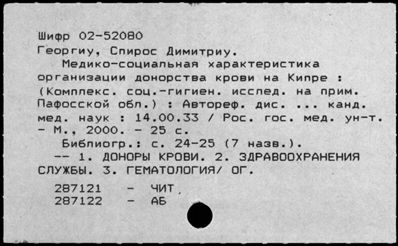 Шифр 02-52080
Георгиу, Спирос Димитриу.
Медико-социальная характеристика
организации донорства крови на Кипре :
(Комплекс. соц.-гигиен. исслед. на прим.
Пафосской обл.) : Автореф. дис. ... канд.
мед. наук : 14.00.33 / Рос. гос. мед. ун-т.
- М., 2000. - 25 с.
Библиогр.: с. 24-25 (7 назв.).
-- 1. ДОНОРЫ КРОВИ. 2. ЗДРАВООХРАНЕНИЯ
СЛУЖБЫ. 3. ГЕМАТОЛОГИЯ/ ОГ.
287121 - ЧИТ
287122 - АБ